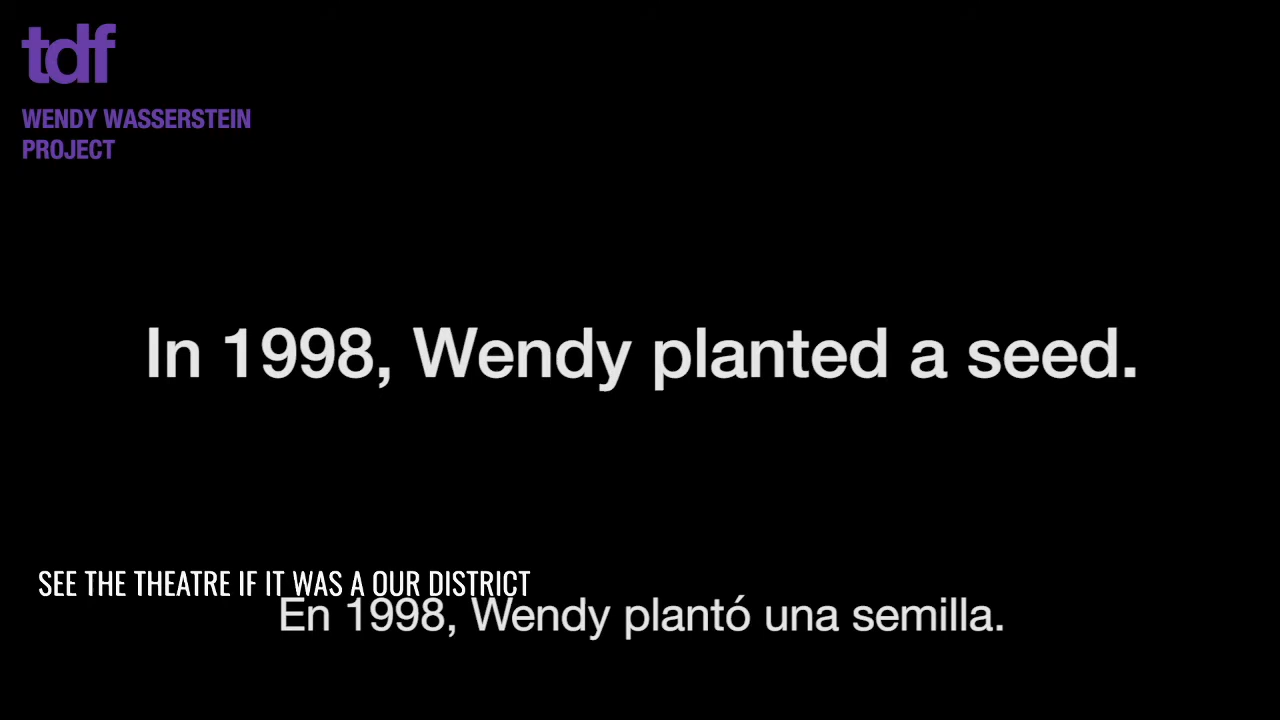 tdf
WENDY WASSERSTEIN
PROJECT
In 1998, Wendy planted a seed.
SEE THE THEATRE IF IT WAS A OUR DISTRICT
En 1998, Wendy plantó una semilla.